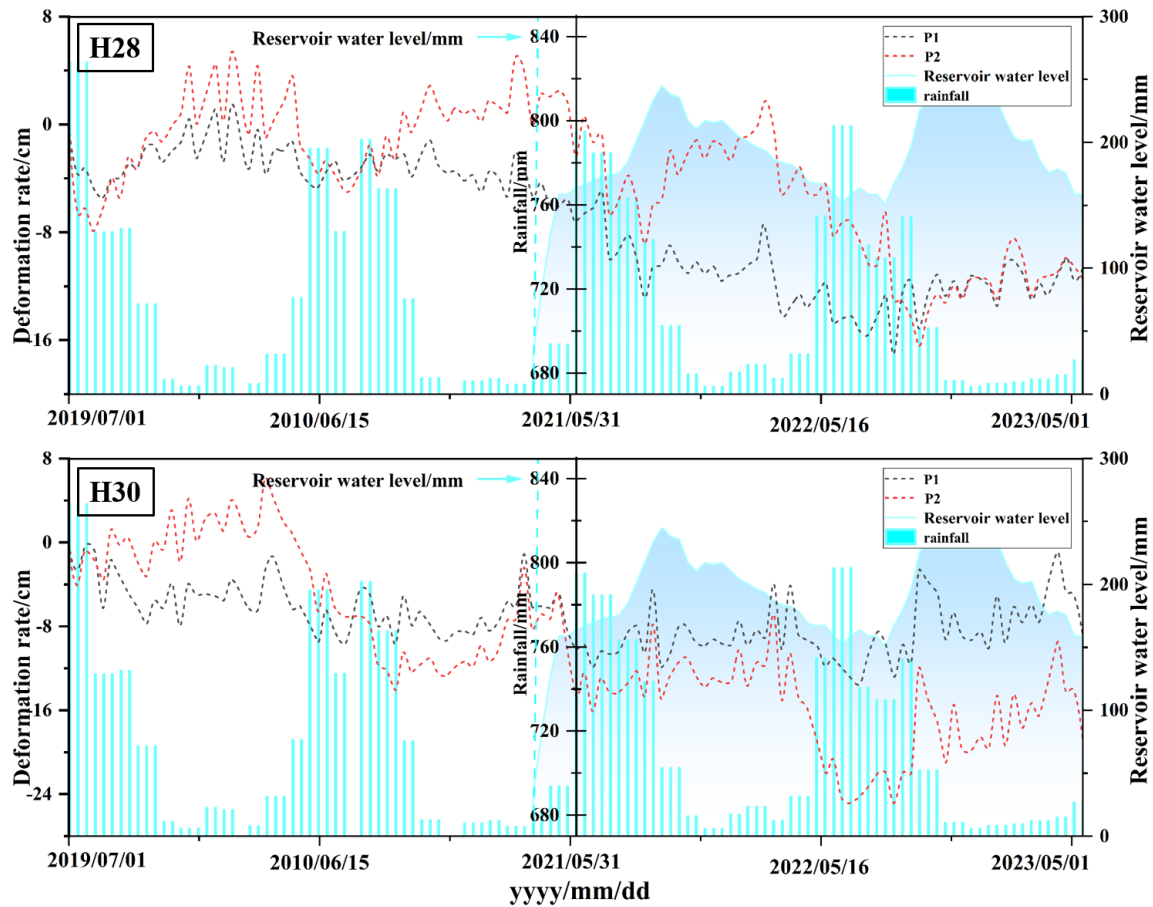 H28
Deformation rate/cm
8
0
-8
-16
Reservoir water level/mm
Rainfall/mm
840
800
760
720
680
P1
P2
Reservoir water level
rainfall
300
200
100
0
Reservoir water level/mm
2019/07/01 2010/06/15 2021/05/31 2022/05/16 2023/05/01
H30
Deformation rate/cm
8
0
-8
-16
-24
Reservoir water level/mm
Rainfall/mm
840
800
760
720
680
P1
P2
Reservoir water level
rainfall
300
200
100
0
Reservoir water level/mm
2019/07/01 2010/06/15 2021/05/31 2022/05/16 2023/05/01
yyyy/mm/dd